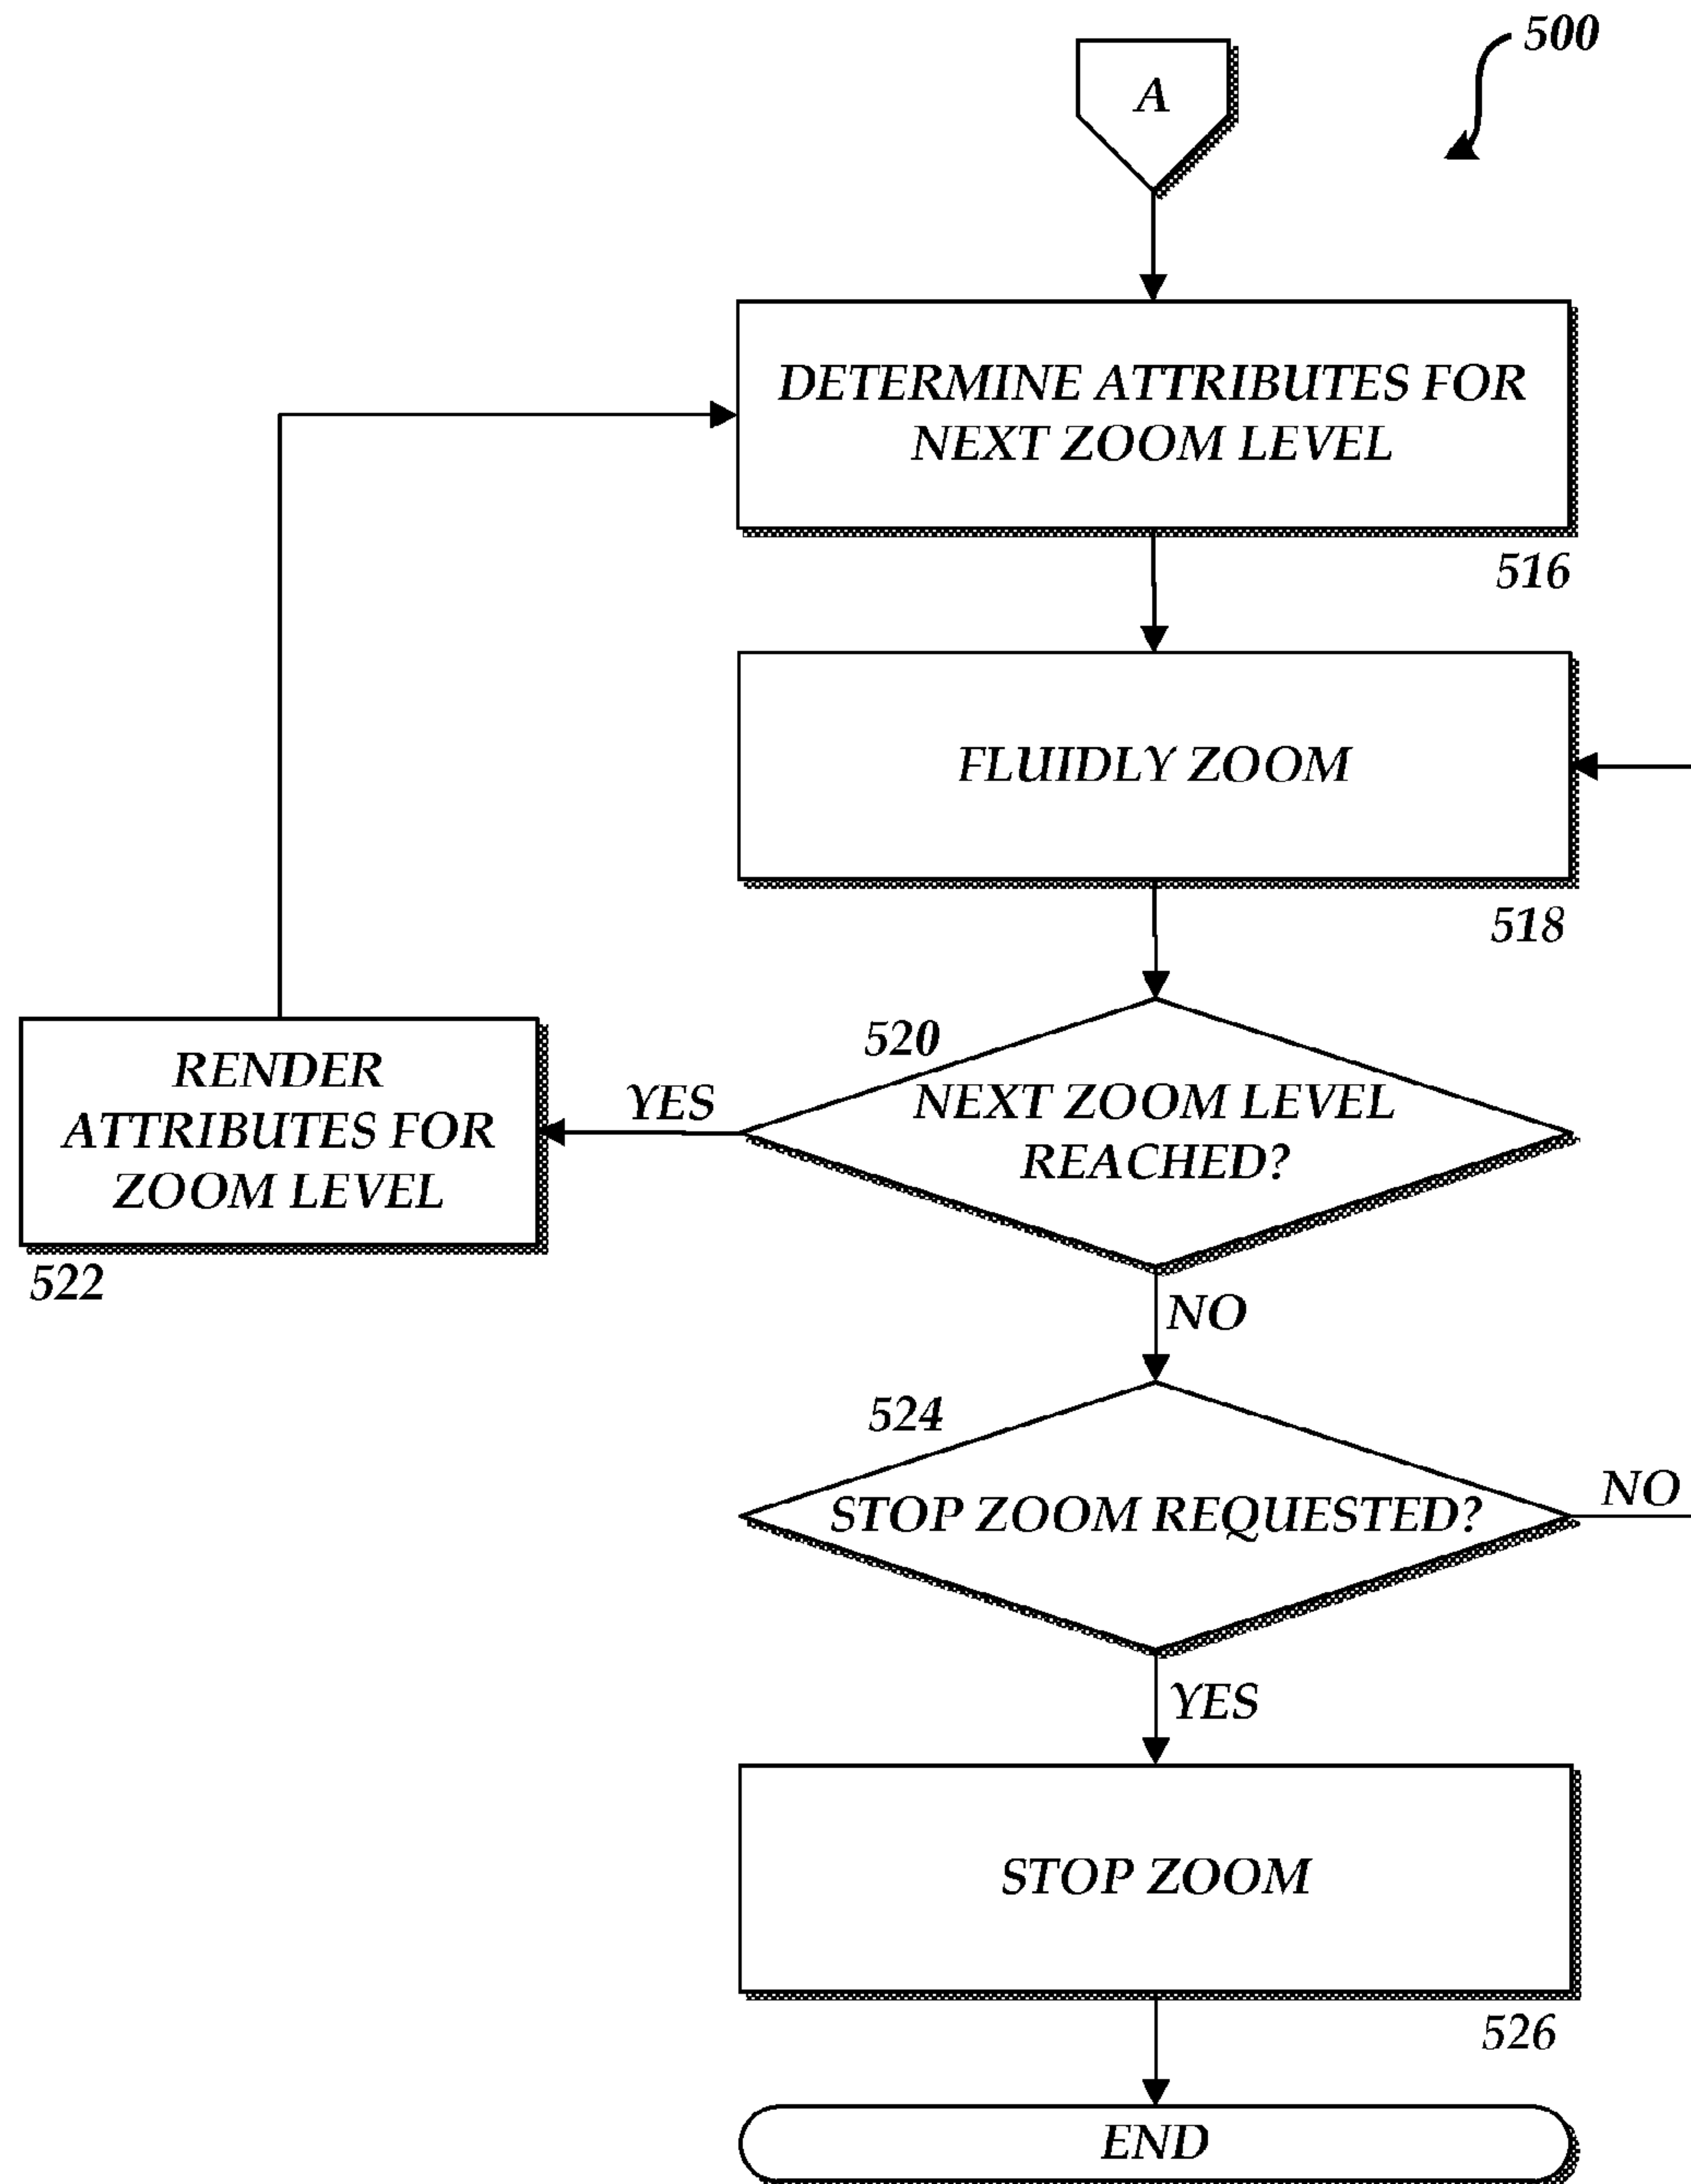 500
A
DETERMINE ATTRIBUTES FOR
NEXT ZOOM LEVEL
516
FLUIDLY ZOOM
518
520
NEXT ZOOM LEVEL
REACHED?
YES
RENDER
ATTRIBUTES FOR
ZOOM LEVEL
522
NO
524
STOP ZOOM REQUESTED?
NO
YES
STOP ZOOM
526
END